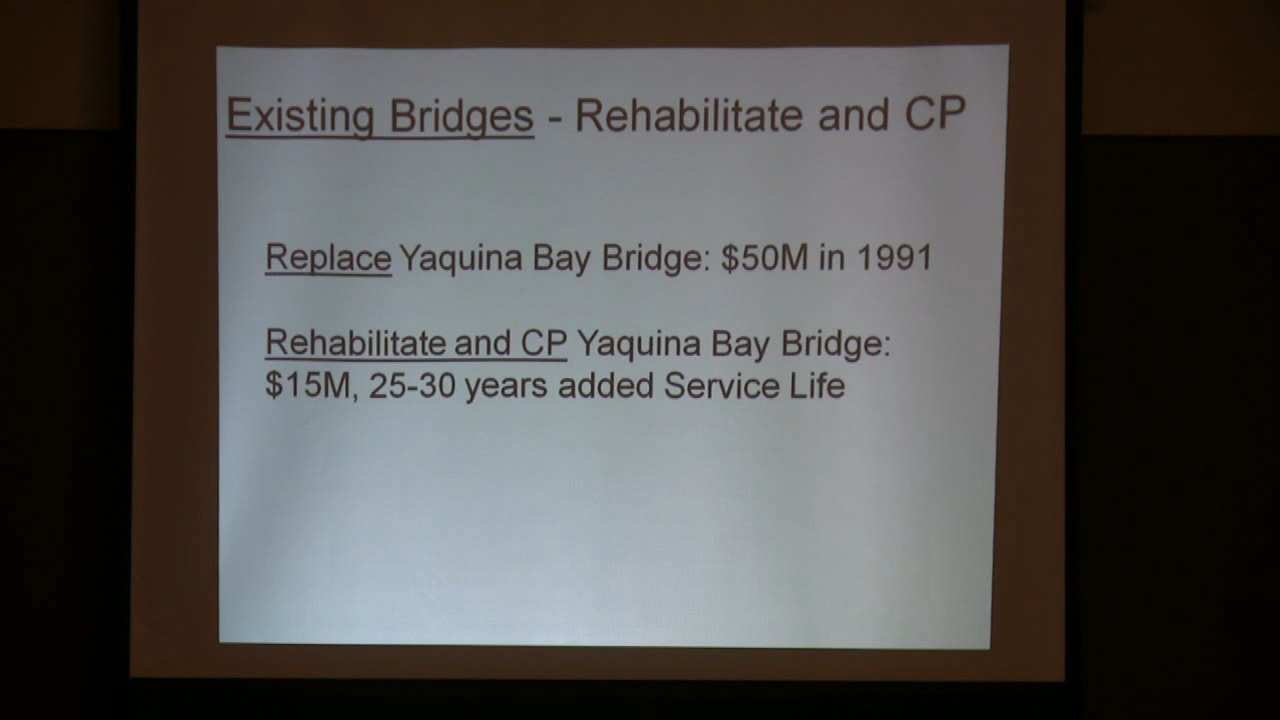 Existing Bridges - Rehabilitate and CP
Replace Yaquina Bay Bridge: $50M in 1991
Rehabilitate and CP Yaquina Bay Bridge:
$15M, 25-30 years added Service Life